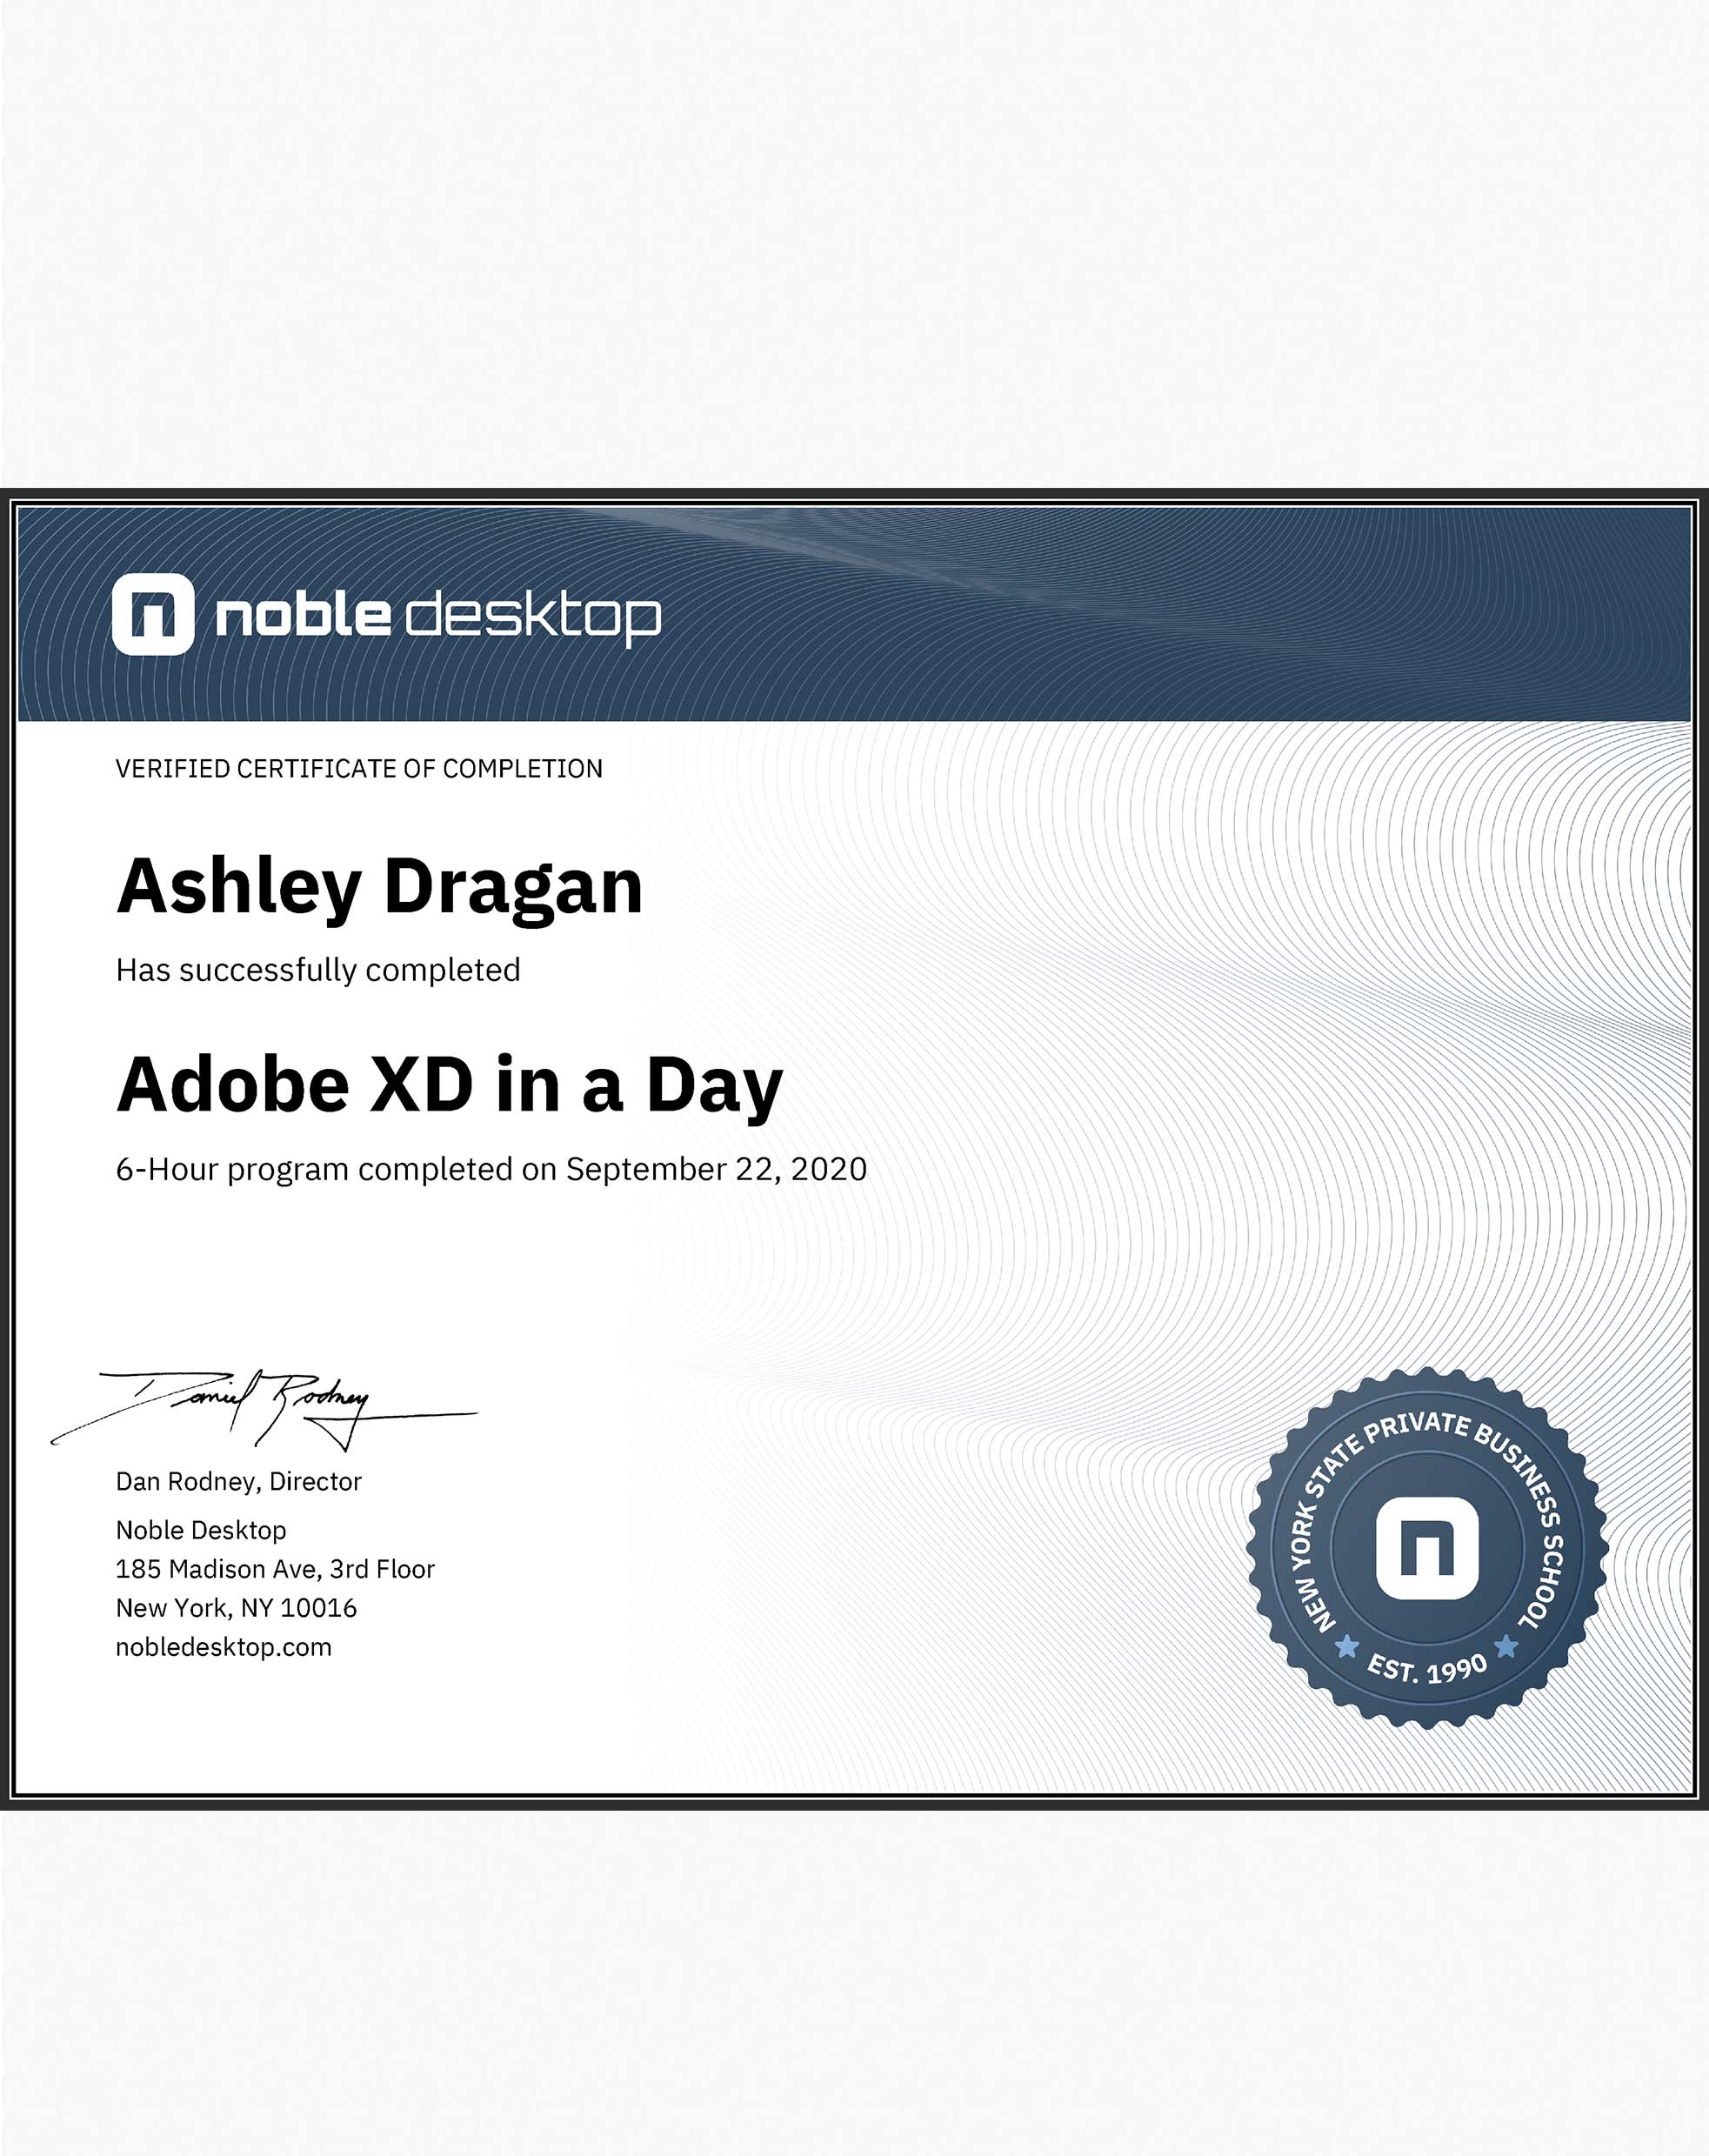 noble desktop
VERIFIED CERTIFICATE OF COMPLETION
Ashley Dragan
Has successfully completed
Adobe XD in a Day
6-Hour program completed on September 22, 2020
Daniel Rodney
Dan Rodney, Director
Noble Desktop
185 Madison Ave, 3rd Floor
New York, NY 10016
nobledesktop.com
NEW YORK STATE PRIVATE BUSINESS SCHOOL
n
EST. 1990